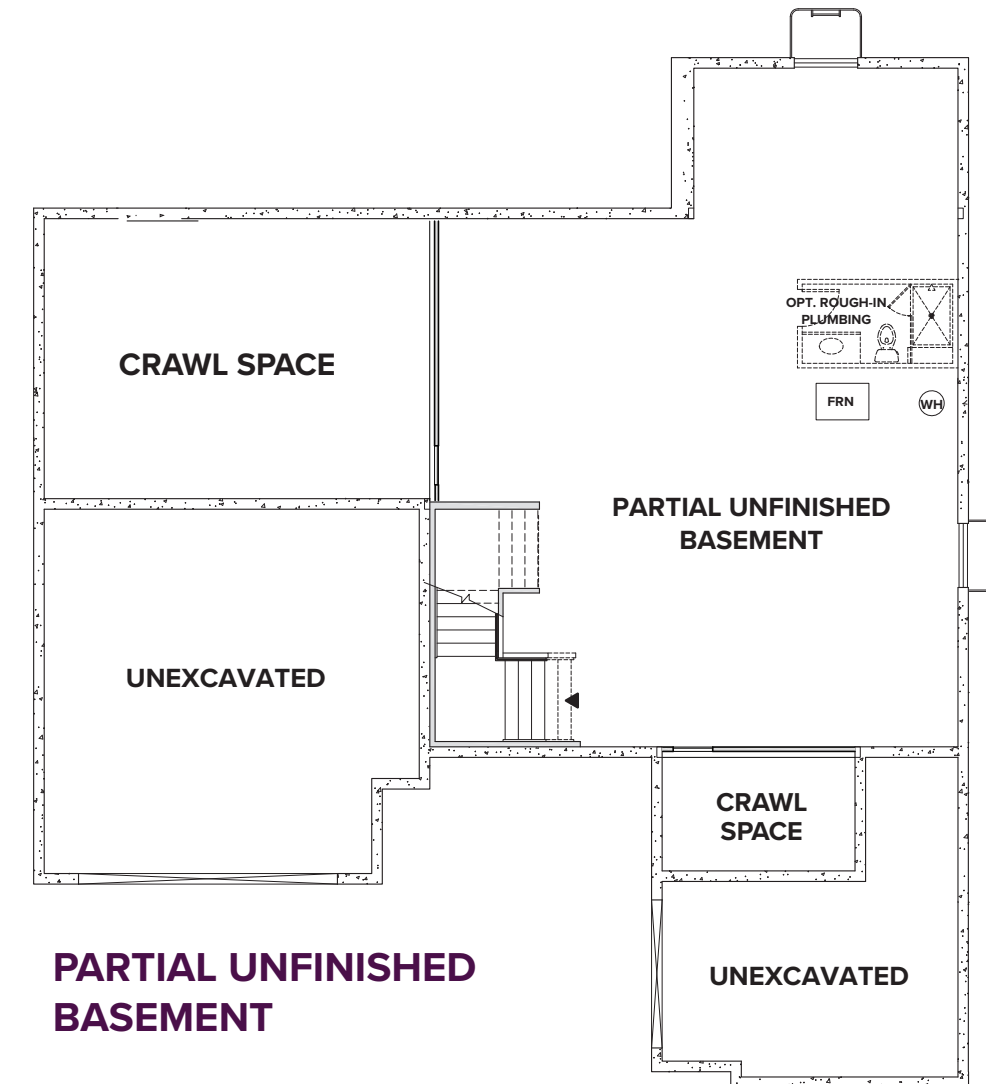 OPT. ROUGH-IN
PLUMBING
CRAWL SPACE
FRN
WH
PARTIAL UNFINISHED
BASEMENT
UNEXCAVATED
CRAWL
SPACE
UNEXCAVATED
PARTIAL UNFINISHED
BASEMENT